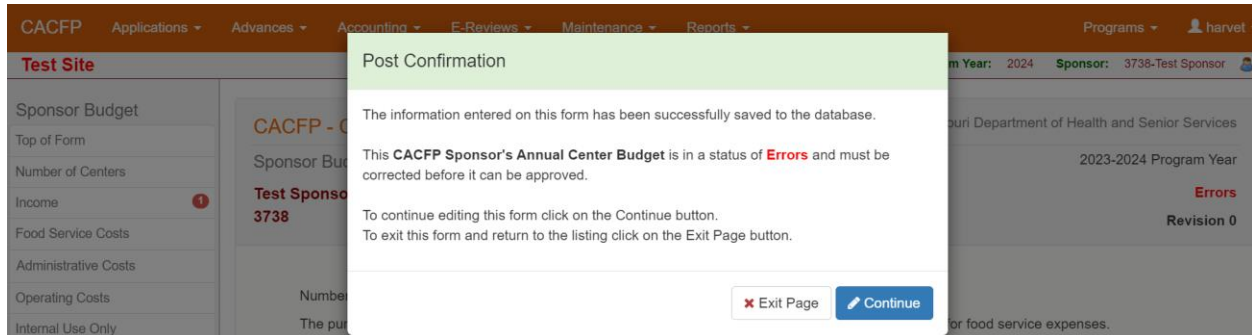 CACFP Applications Advances Accounting E-Reviews Maintenance Reports Programs harvet
Test Site m Year: 2024 Sponsor: 3738-Test Sponsor
Post Confirmation
The information entered on this form has been successfully saved to the database.
This CACFP Sponsor's Annual Center Budget is in a status of Errors and must be
corrected before it can be approved.
To continue editing this form click on the Continue button.
To exit this form and return to the listing click on the Exit Page button.
Exit Page Continue
Sponsor Budget
Top of Form
Number of Centers
Income 1
Food Service Costs
Administrative Costs
Operating Costs
Internal Use Only
CACFP - C
ouri Department of Health and Senior Services
Sponsor Bud
2023-2024 Program Year
Test Sponso
Errors
3738
Revision 0
Number
The pur
for food service expenses.